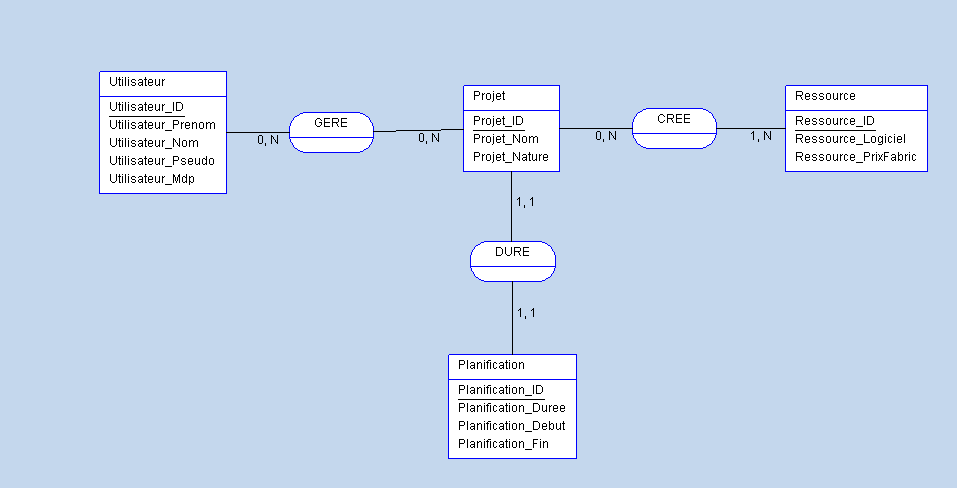 Utilisateur
Utilisateur_ID
Utilisateur_Prenom
Utilisateur_Nom
Utilisateur_Pseudo
Utilisateur_Mdp
0, N
GERE
0, N
Projet
Projet_ID
Projet_Nom
Projet_Nature
0, N
CREE
1, N
Ressource
Ressource_ID
Ressource_Logiciel
Ressource_PrixFabric
1, 1
DURE
1, 1
Planification
Planification_ID
Planification_Duree
Planification_Debut
Planification_Fin